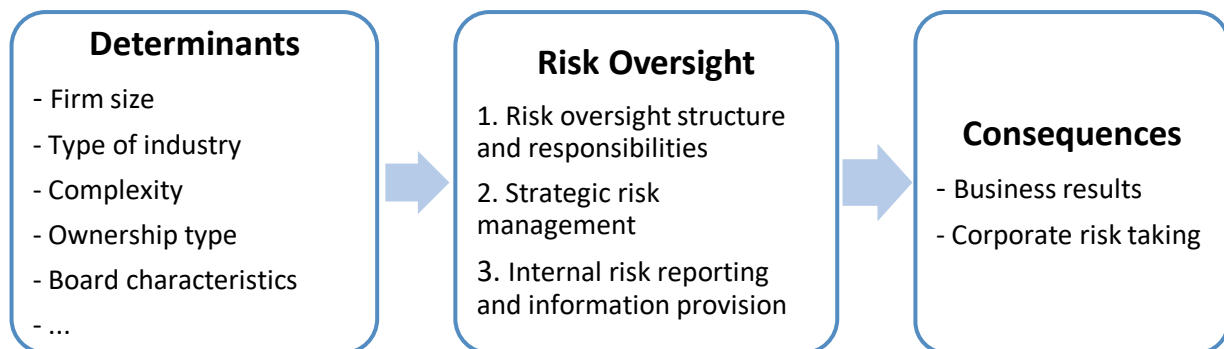 Determinants
- Firm size
- Type of industry
- Complexity
- Ownership type
- Board characteristics
- ...
Risk Oversight
1. Risk oversight structure
and responsibilities
2. Strategic risk
management
3. Internal risk reporting
and information provision
Consequences
- Business results
- Corporate risk taking